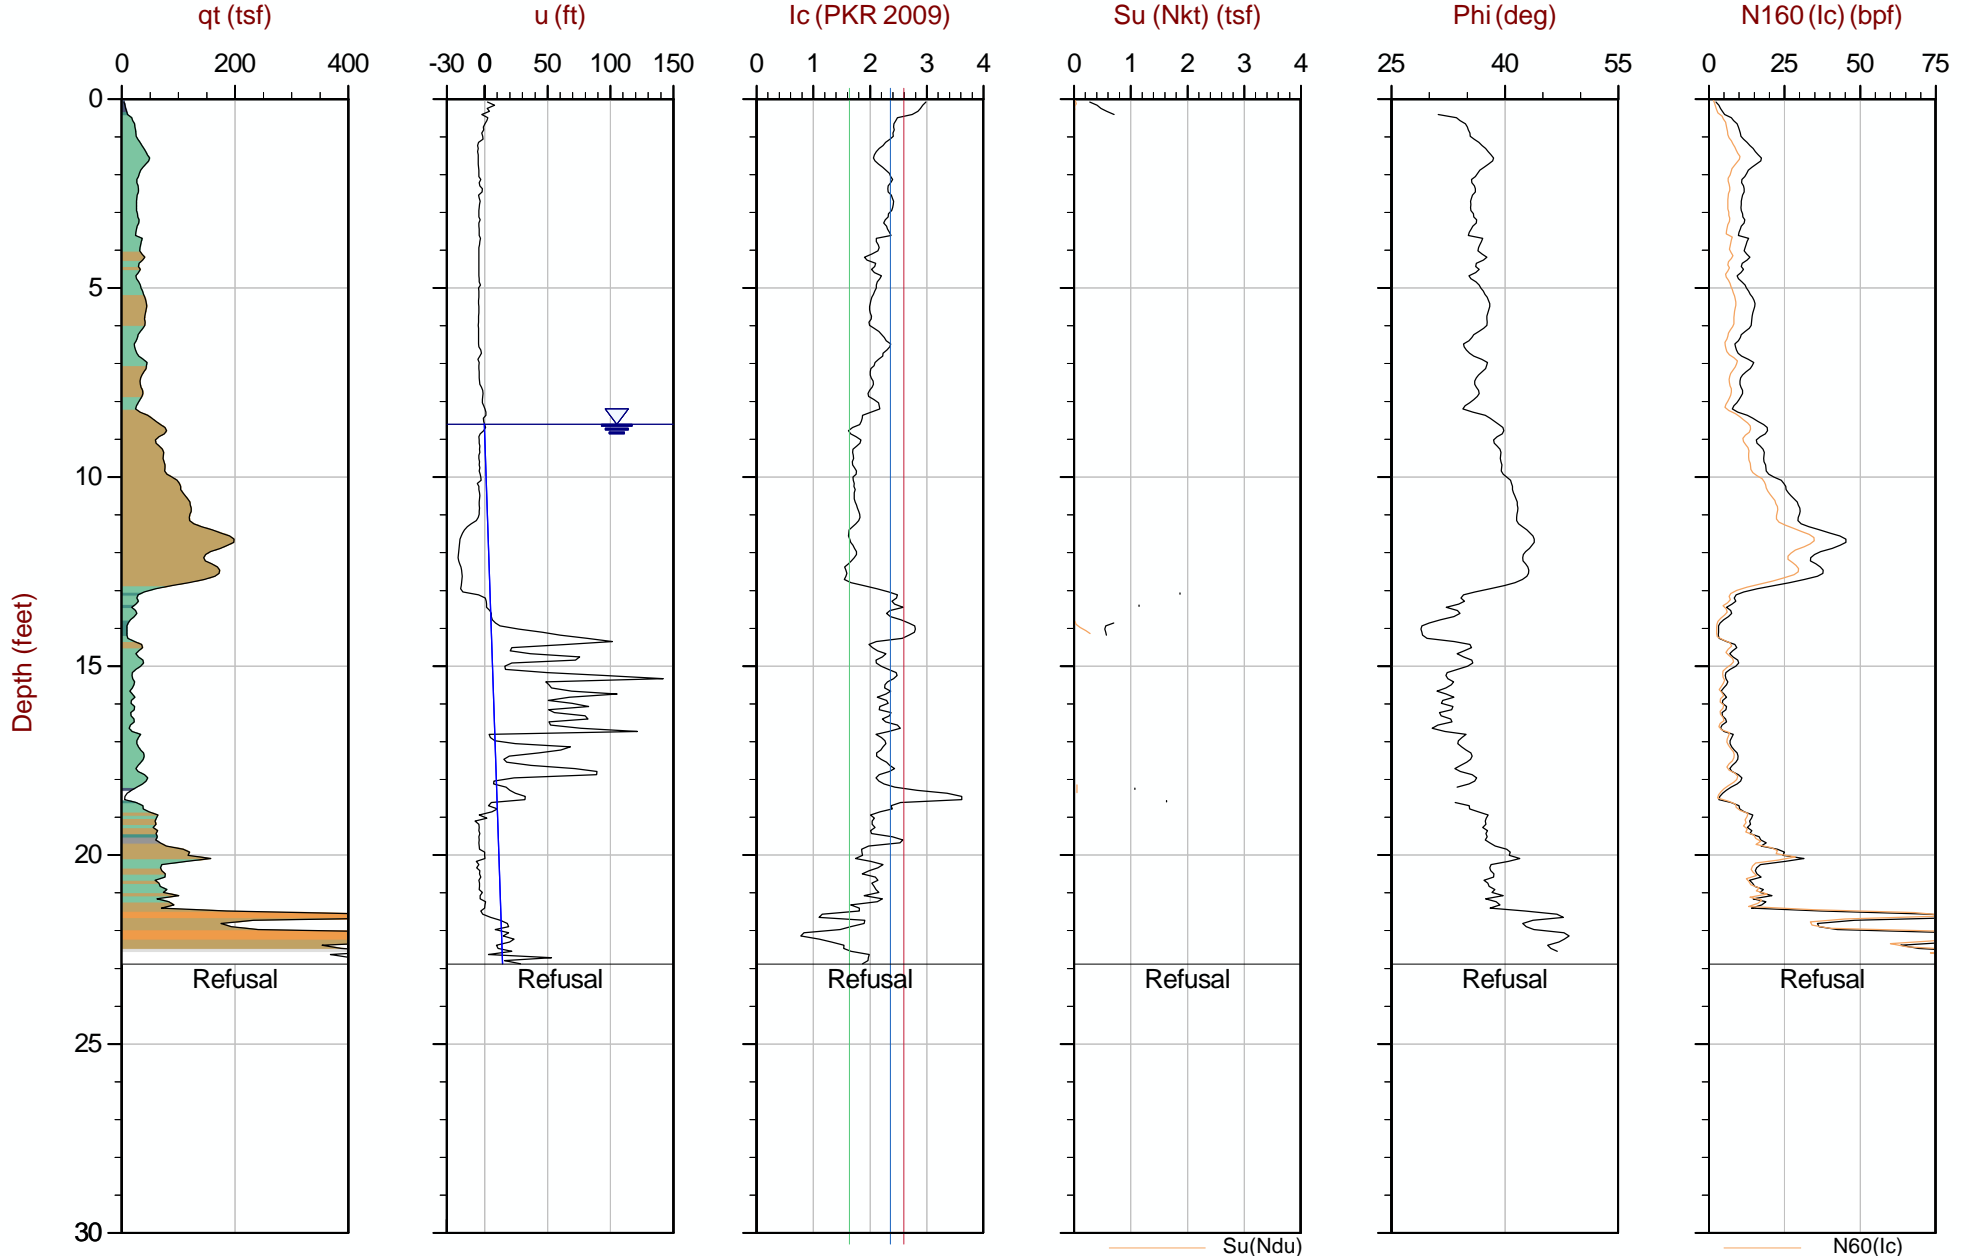 qt (tsf) u (ft) Ic (PKR 2009) Su (Nkt) (tsf) Phi (deg) N160 (Ic) (bpf)
0 200 400 -30 0 50 100 150 0 1 2 3 4 0 1 2 3 4 25 40 55 0 25 50 75
0
5
10
15
20
25
30
Depth (feet)
Refusal Refusal Refusal Refusal Refusal Refusal
Su(Ndu) N60(Ic)